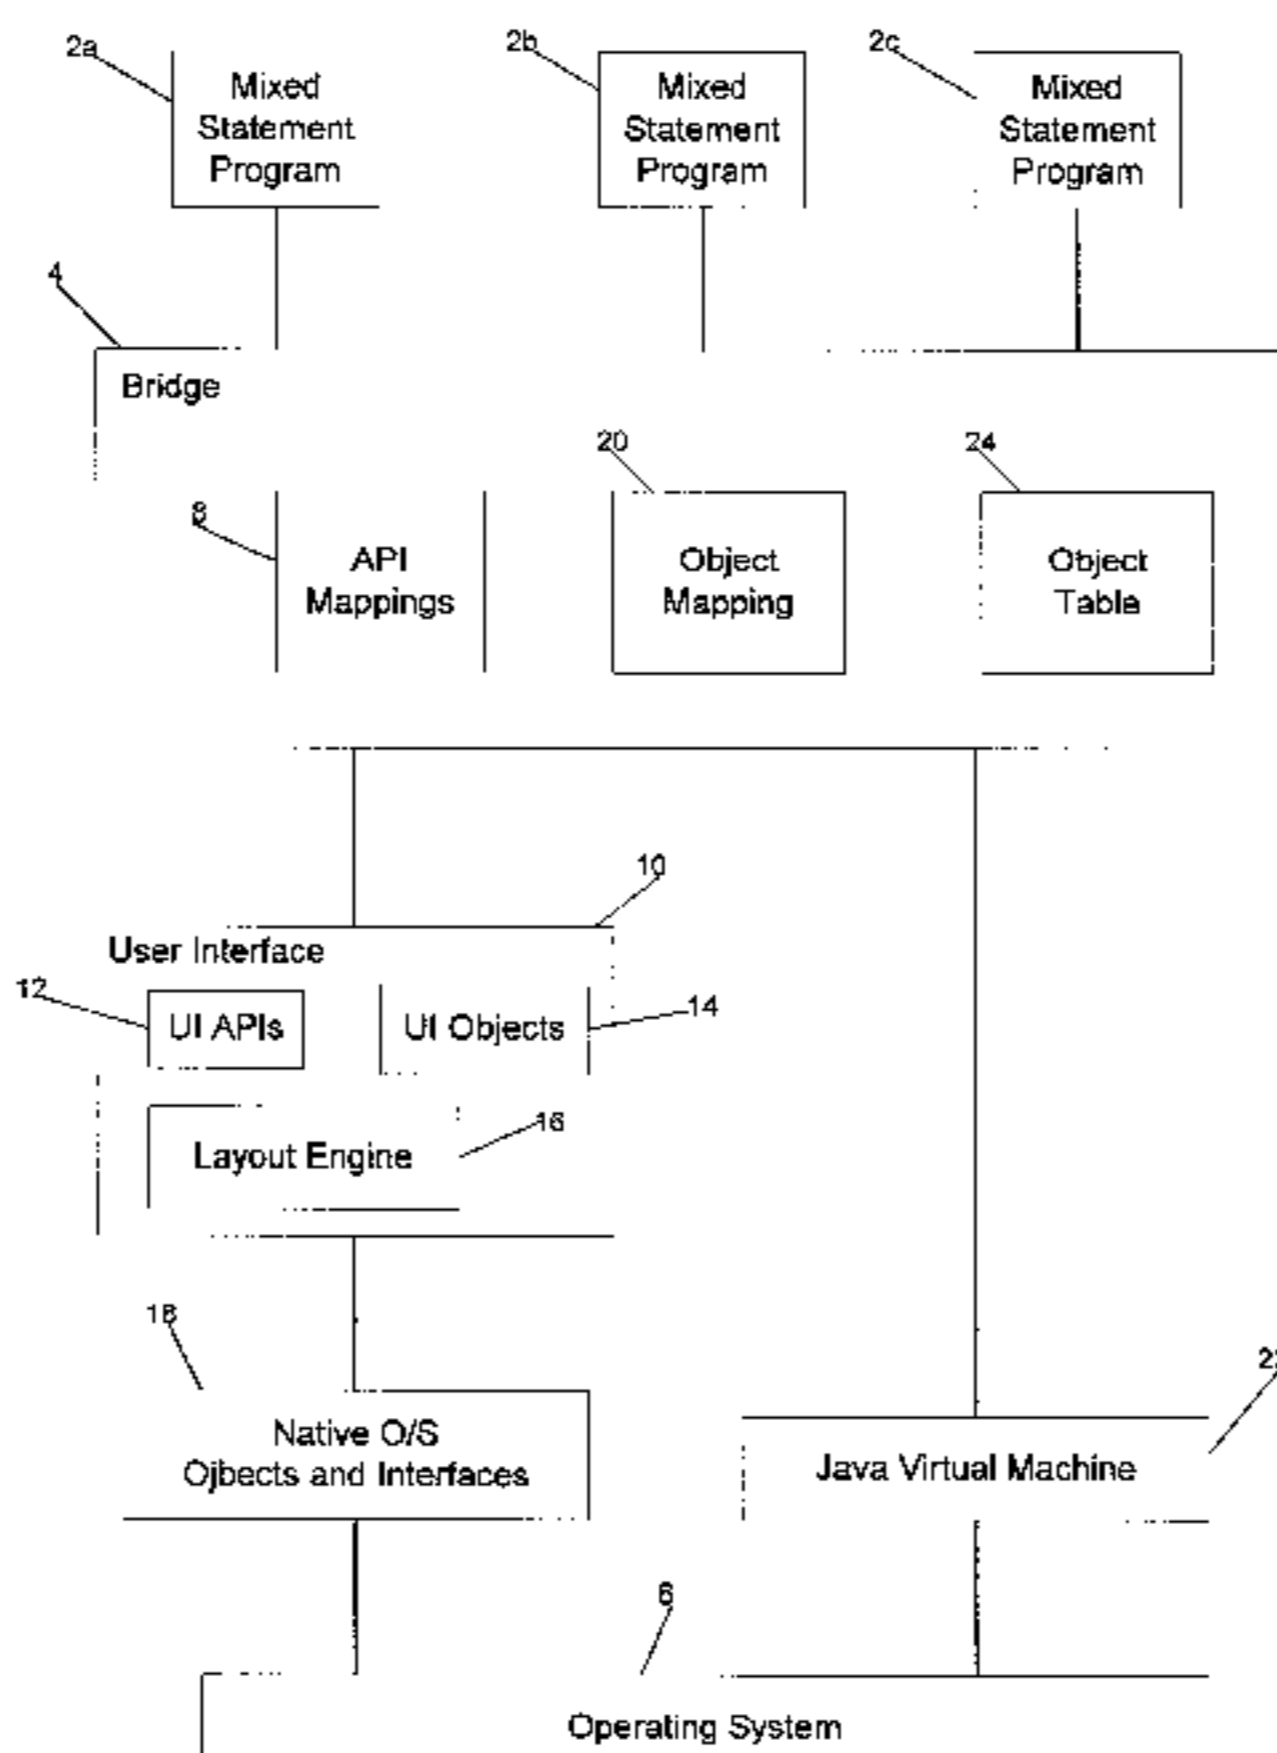 2a
2b
2c
Mixed
Statement
Program
Mixed
Statement
Program
Mixed
Statement
Program
4
Bridge
20
24
8
API
Mappings
Object
Mapping
Object
Table
10
User Interface
12
UI APIs
UI Objects
14
Layout Engine
16
18
Native O/S
Ojbects and Interfaces
Java Virtual Machine
6
Operating System